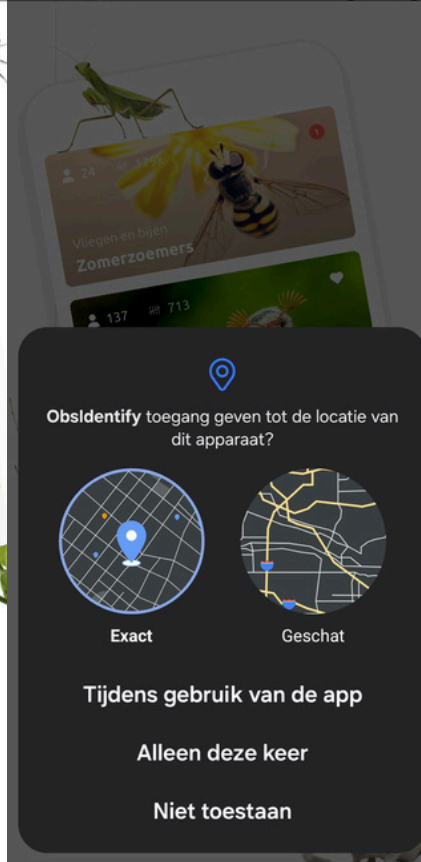 24
1
Vliegen en bijen
Zomerzoemers
137 713
ObsIdentify toegang geven tot de locatie van
dit apparaat?
Exact Geschat
Tijdens gebruik van de app
Alleen deze keer
Niet toestaan